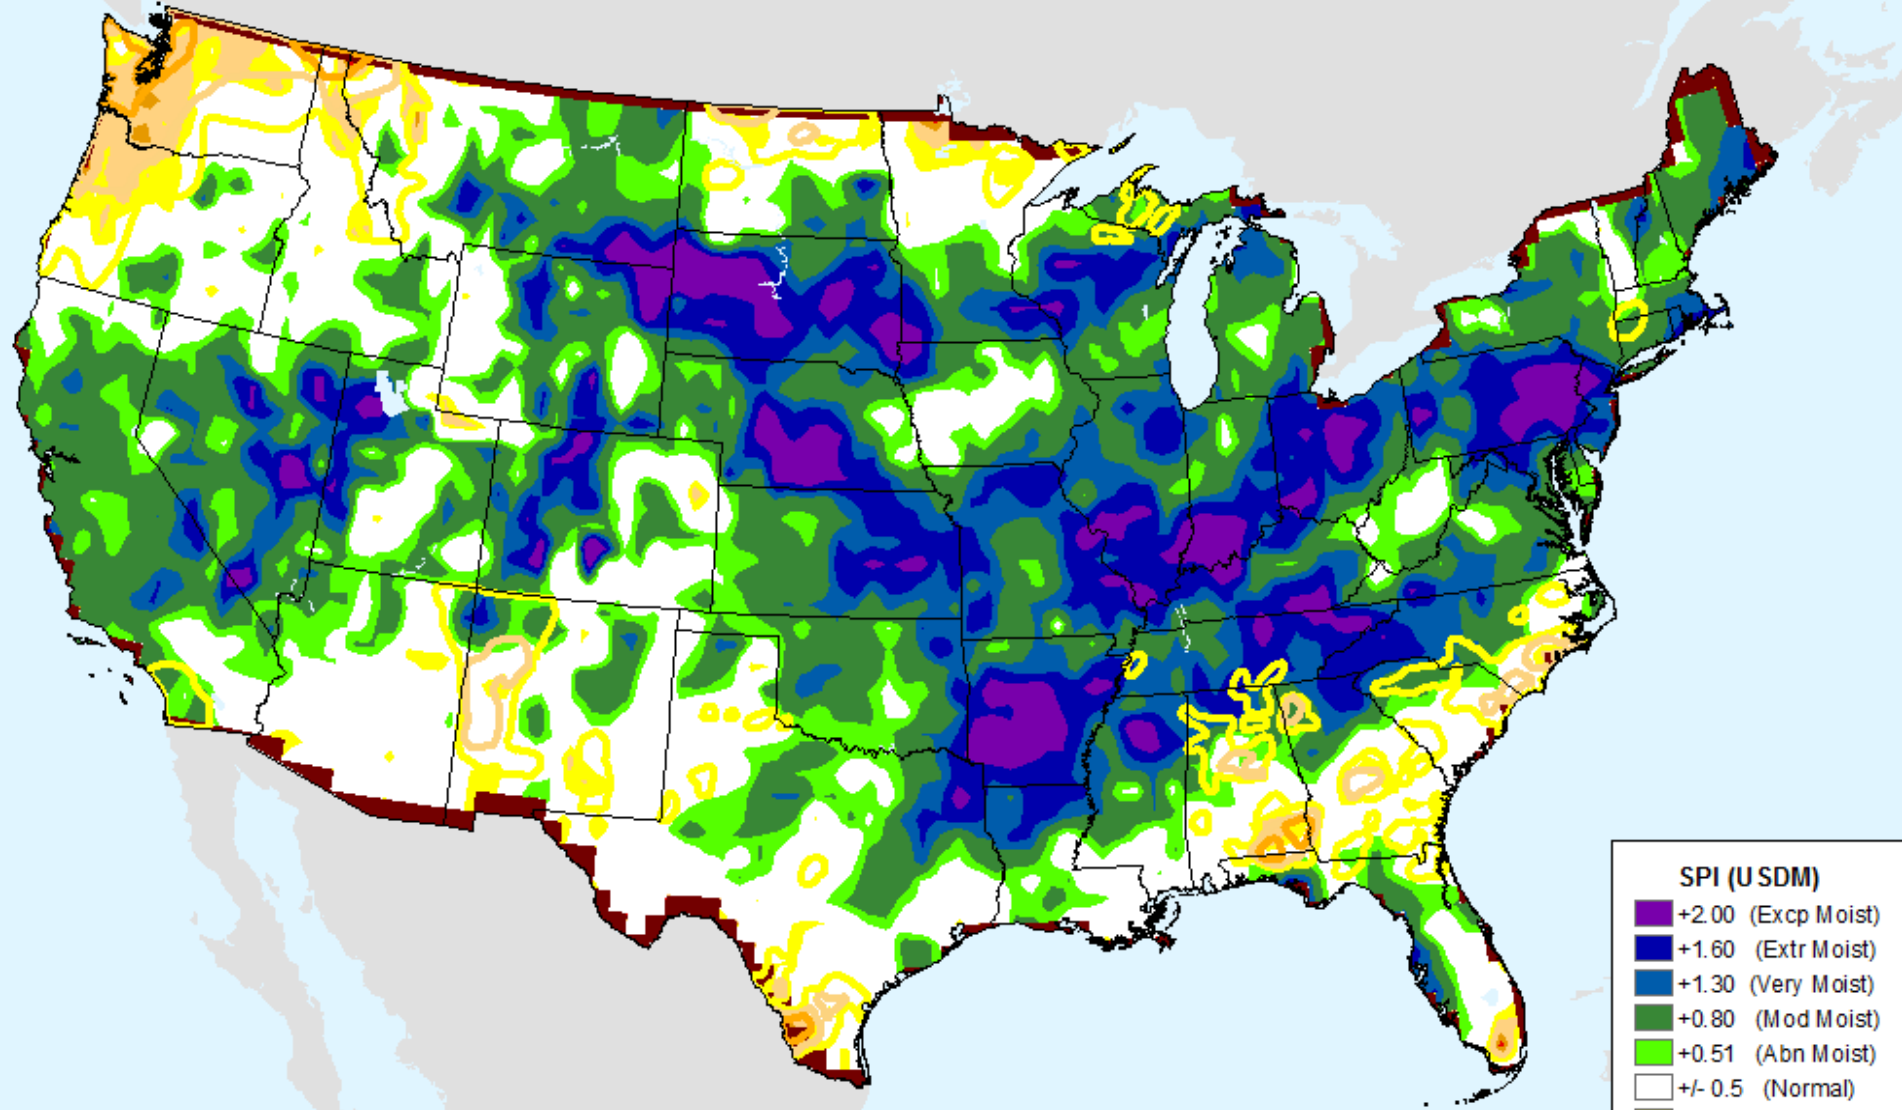 SPI (USDM)
+2.00 (Excp Moist)
+1.60 (Extr Moist)
+1.30 (Very Moist)
+0.80 (Mod Moist)
+0.51 (Abn Moist)
+/- 0.5 (Normal)